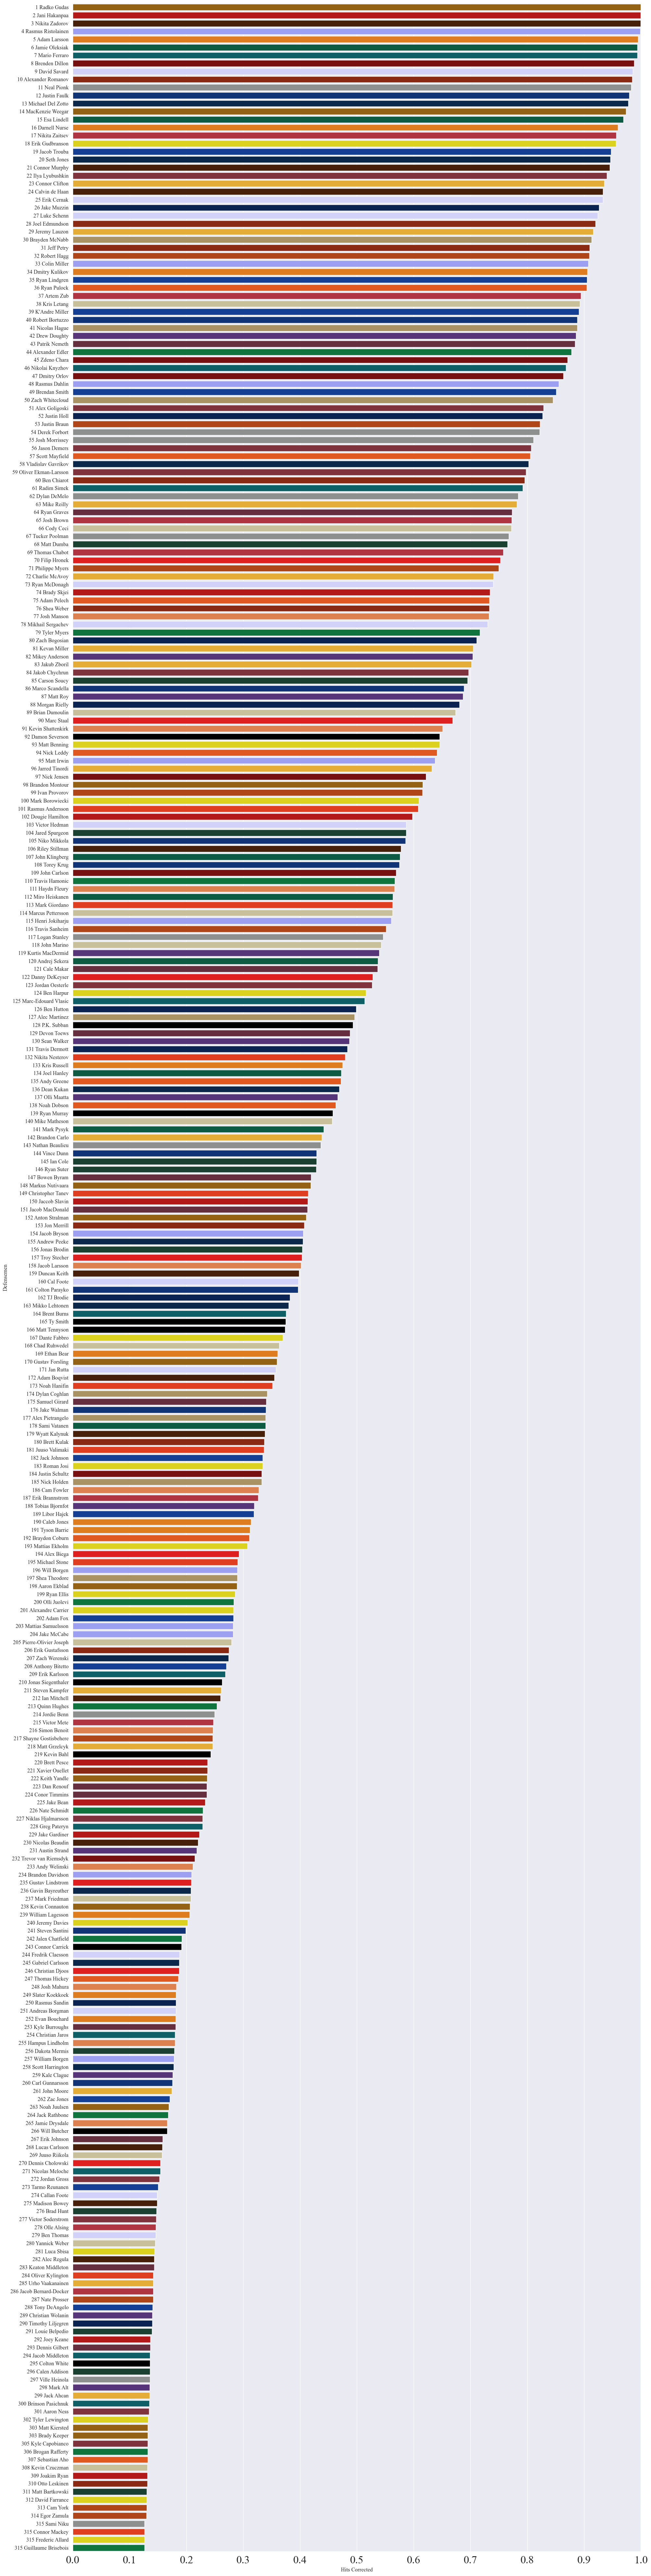 1 Radko Gudas
2 Jani Hakanpaa
3 Nikita Zadorov
4 Rasmus Ristolainen
5 Adam Larsson
6 Jamie Oleksiak
7 Mario Ferraro
8 Brenden Dillon
9 David Savard
10 Alexander Romanov
11 Neal Pionk
12 Justin Faulk
13 Michael Del Zotto
14 MacKenzie Weegar
15 Esa Lindell
16 Darnell Nurse
17 Nikita Zaitsev
18 Erik Gudbranson
19 Jacob Trouba
20 Seth Jones
21 Connor Murphy
22 Ilya Lyubushkin
23 Connor Clifton
24 Calvin de Haan
25 Erik Cernak
26 Jake Muzzin
27 Luke Schenn
28 Joel Edmundson
29 Jeremy Lauzon
30 Brayden McNabb
31 Jeff Petry
32 Robert Hagg
33 Colin Miller
34 Dmitry Kulikov
35 Ryan Lindgren
36 Ryan Pulock
37 Artem Zub
38 Kris Letang
39 K'Andre Miller
40 Robert Bortuzzo
41 Nicolas Hague
42 Drew Doughty
43 Patrik Nemeth
44 Alexander Edler
45 Zdeno Chara
46 Nikolai Knyzhov
47 Dmitry Orlov
48 Rasmus Dahlin
49 Brendan Smith
50 Zach Whitecloud
51 Alex Goligoski
52 Justin Holl
53 Justin Braun
54 Derek Forbort
55 Josh Morrissey
56 Jason Demers
57 Scott Mayfield
58 Vladislav Gavrikov
59 Oliver Ekman-Larsson
60 Ben Chiarot
61 Radim Simek
62 Dylan DeMelo
63 Mike Reilly
64 Ryan Graves
65 Josh Brown
66 Cody Ceci
67 Tucker Poolman
68 Matt Dumba
69 Thomas Chabot
70 Filip Hronek
71 Philippe Myers
72 Charlie McAvoy
73 Ryan McDonagh
74 Brady Skjei
75 Adam Pelech
76 Shea Weber
77 Josh Manson
78 Mikhail Sergachev
79 Tyler Myers
80 Zach Bogosian
81 Kevan Miller
82 Mikey Anderson
83 Jakub Zboril
84 Jakob Chychrun
85 Carson Soucy
86 Marco Scandella
87 Matt Roy
88 Morgan Rielly
89 Brian Dumoulin
90 Marc Staal
91 Kevin Shattenkirk
92 Damon Severson
93 Matt Benning
94 Nick Leddy
95 Matt Irwin
96 Jarred Tinordi
97 Nick Jensen
98 Brandon Montour
99 Ivan Provorov
100 Mark Borowiecki
101 Rasmus Andersson
102 Dougie Hamilton
103 Victor Hedman
104 Jared Spurgeon
105 Niko Mikkola
106 Riley Stillman
107 John Klingberg
108 Torey Krug
109 John Carlson
110 Travis Hamonic
111 Haydn Fleury
112 Miro Heiskanen
113 Mark Giordano
114 Marcus Pettersson
115 Henri Jokiharju
116 Travis Sanheim
117 Logan Stanley
118 John Marino
119 Kurtis MacDermid
120 Andrej Sekera
121 Cale Makar
122 Danny DeKeyser
123 Jordan Oesterle
124 Ben Harpur
125 Marc-Edouard Vlasic
126 Ben Hutton
127 Alec Martinez
128 P.K. Subban
129 Devon Toews
130 Sean Walker
131 Travis Dermott
132 Nikita Nesterov
133 Kris Russell
134 Joel Hanley
135 Andy Greene
136 Dean Kukan
137 Olli Maatta
138 Noah Dobson
139 Ryan Murray
140 Mike Matheson
141 Mark Pysyk
142 Brandon Carlo
143 Nathan Beaulieu
144 Vince Dunn
145 Ian Cole
146 Ryan Suter
147 Bowen Byram
148 Markus Nutivaara
149 Christopher Tanev
150 Jaccob Slavin
151 Jacob MacDonald
152 Anton Stralman
153 Jon Merrill
154 Jacob Bryson
155 Andrew Peeke
156 Jonas Brodin
157 Troy Stecher
158 Jacob Larsson
159 Duncan Keith
160 Cal Foote
161 Colton Parayko
162 TJ Brodie
163 Mikko Lehtonen
164 Brent Burns
165 Ty Smith
166 Matt Tennyson
167 Dante Fabbro
168 Chad Ruhwedel
169 Ethan Bear
170 Gustav Forsling
171 Jan Rutta
172 Adam Boqvist
173 Noah Hanifin
174 Dylan Coghlan
175 Samuel Girard
176 Jake Walman
177 Alex Pietrangelo
178 Sami Vatanen
179 Wyatt Kalynuk
180 Brett Kulak
181 Juuso Valimaki
182 Jack Johnson
183 Roman Josi
184 Justin Schultz
185 Nick Holden
186 Cam Fowler
187 Erik Brannstrom
188 Tobias Bjornfot
189 Libor Hajek
190 Caleb Jones
191 Tyson Barrie
192 Braydon Coburn
193 Mattias Ekholm
194 Alex Biega
195 Michael Stone
196 Will Borgen
197 Shea Theodore
198 Aaron Ekblad
199 Ryan Ellis
200 Olli Juolevi
201 Alexandre Carrier
202 Adam Fox
203 Mattias Samuelsson
204 Jake McCabe
205 Pierre-Olivier Joseph
206 Erik Gustafsson
207 Zach Werenski
208 Anthony Bitetto
209 Erik Karlsson
210 Jonas Siegenthaler
211 Steven Kampfer
212 Ian Mitchell
213 Quinn Hughes
214 Jordie Benn
215 Victor Mete
216 Simon Benoit
217 Shayne Gostisbehere
218 Matt Grzelcyk
219 Kevin Bahl
220 Brett Pesce
221 Xavier Ouellet
222 Keith Yandle
223 Dan Renouf
224 Conor Timmins
225 Jake Bean
226 Nate Schmidt
227 Niklas Hjalmarsson
228 Greg Pateryn
229 Jake Gardiner
230 Nicolas Beaudin
231 Austin Strand
232 Trevor van Riemsdyk
233 Andy Welinski
234 Brandon Davidson
235 Gustav Lindstrom
236 Gavin Bayreuther
237 Mark Friedman
238 Kevin Connauton
239 William Lagesson
240 Jeremy Davies
241 Steven Santini
242 Jalen Chatfield
243 Connor Carrick
244 Fredrik Claesson
245 Gabriel Carlsson
246 Christian Djoos
247 Thomas Hickey
248 Josh Mahura
249 Slater Koekkoek
250 Rasmus Sandin
251 Andreas Borgman
252 Evan Bouchard
253 Kyle Burroughs
254 Christian Jaros
255 Hampus Lindholm
256 Dakota Mermis
257 William Borgen
258 Scott Harrington
259 Kale Clague
260 Carl Gunnarsson
261 John Moore
262 Zac Jones
263 Noah Juulsen
264 Jack Rathbone
265 Jamie Drysdale
266 Will Butcher
267 Erik Johnson
268 Lucas Carlsson
269 Juuso Riikola
270 Dennis Cholowski
271 Nicolas Meloche
272 Jordan Gross
273 Tarmo Reunanen
274 Callan Foote
275 Madison Bowey
276 Brad Hunt
277 Victor Soderstrom
278 Olle Alsing
279 Ben Thomas
280 Yannick Weber
281 Luca Sbisa
282 Alec Regula
283 Keaton Middleton
284 Oliver Kylington
285 Urho Vaakanainen
286 Jacob Bernard-Docker
287 Nate Prosser
288 Tony DeAngelo
289 Christian Wolanin
290 Timothy Liljegren
291 Louie Belpedio
292 Joey Keane
293 Dennis Gilbert
294 Jacob Middleton
295 Colton White
296 Calen Addison
297 Ville Heinola
298 Mark Alt
299 Jack Ahcan
300 Brinson Pasichnuk
301 Aaron Ness
302 Tyler Lewington
303 Matt Kiersted
303 Brady Keeper
305 Kyle Capobianco
306 Brogan Rafferty
307 Sebastian Aho
308 Kevin Czuczman
309 Joakim Ryan
310 Otto Leskinen
311 Matt Bartkowski
312 David Farrance
313 Cam York
314 Egor Zamula
315 Sami Niku
315 Connor Mackey
315 Frederic Allard
315 Guillaume Brisebois
Defensemen
0.0 0.1 0.2 0.3 0.4 0.5 0.6 0.7 0.8 0.9 1.0
Hits Corrected